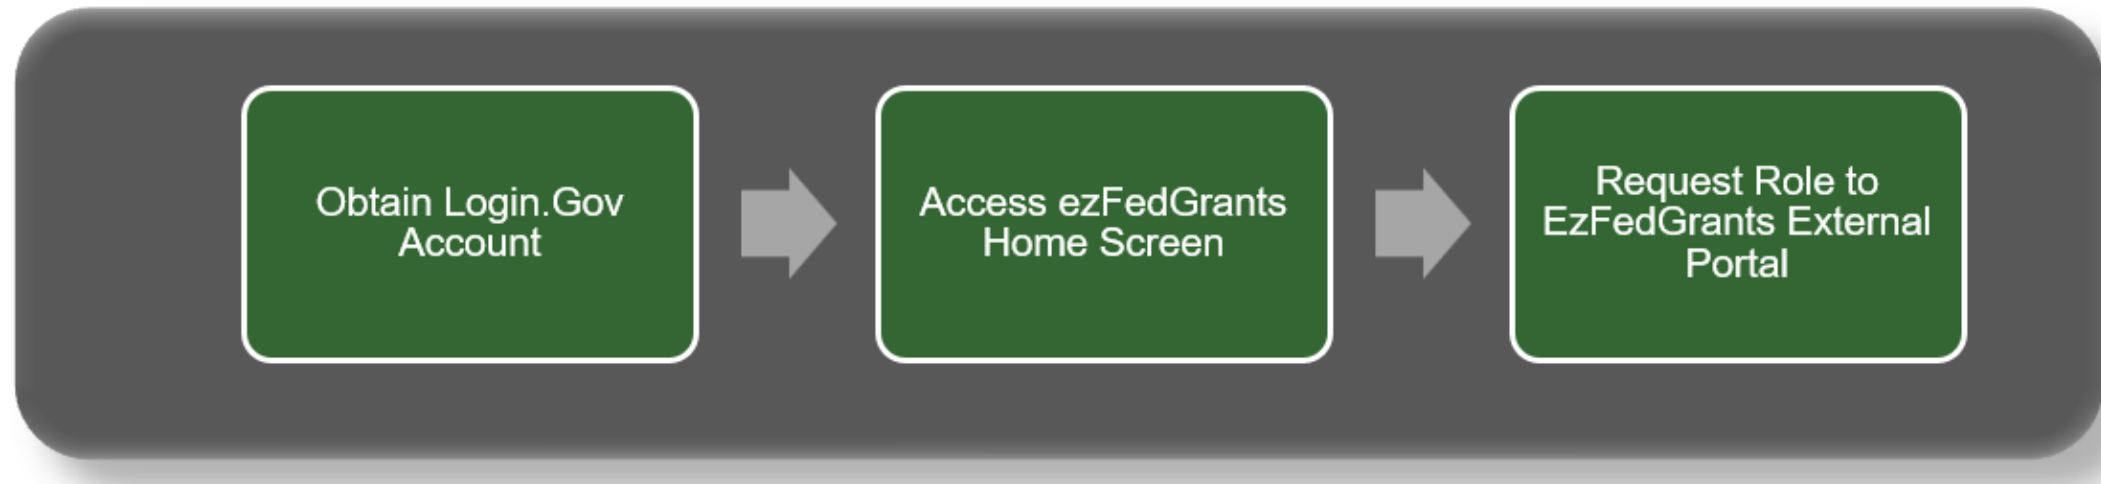 Obtain Login.Gov
Account
Access ezFedGrants
Home Screen
Request Role to
EzFedGrants External
Portal